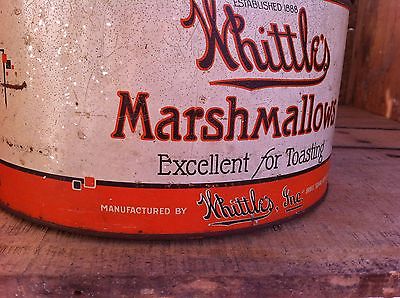 ESTABLISHED 1888
Whittle's
Marshmallows
Excellent for Toasting
MANUFACTURED BY Whittle's, Inc.